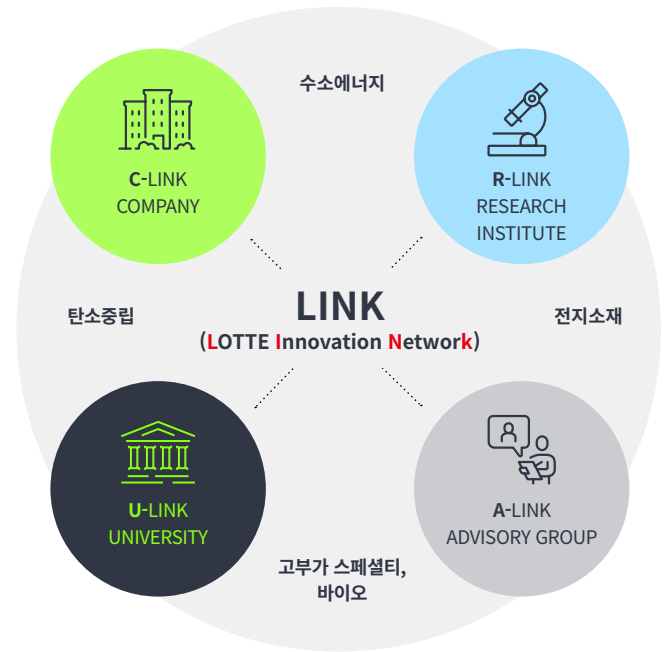 수소에너지
C-LINK
COMPANY
R-LINK
RESEARCH
INSTITUTE
탄소중립
LINK
(LOTTE Innovation Network)
전지소재
U-LINK
UNIVERSITY
A-LINK
ADVISORY GROUP
고부가 스페셜티,
바이오